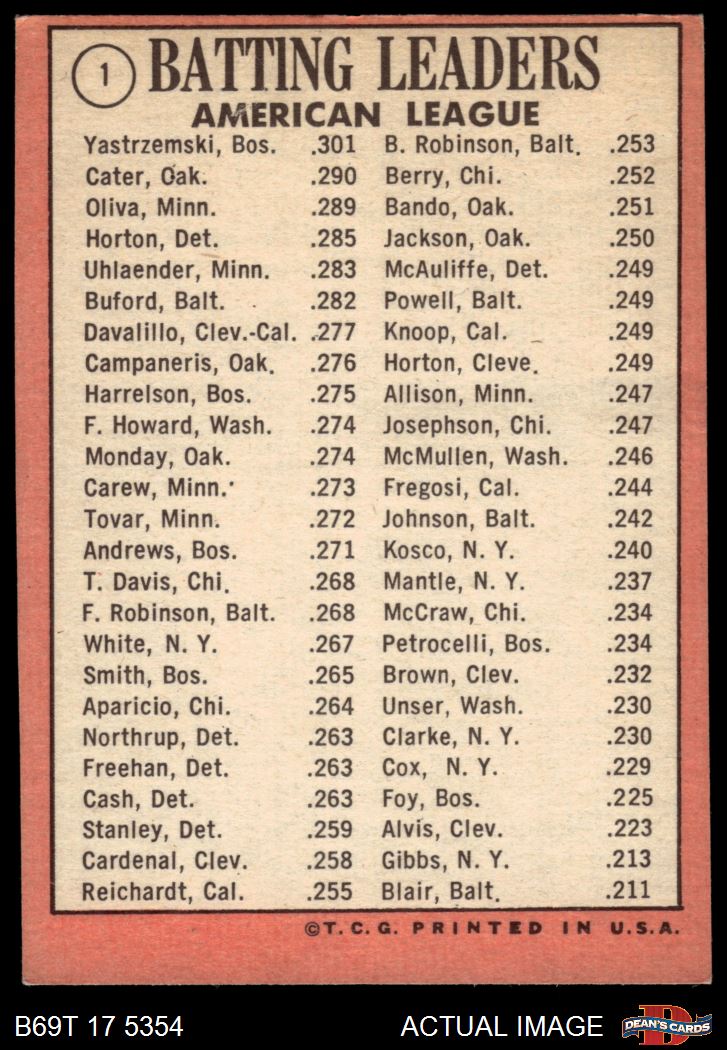 1
BATTING LEADERS
AMERICAN LEAGUE
Yastrzemski, Bos. .301
Cater, Oak. .290
Oliva, Minn. .289
Horton, Det. .285
Uhlaender, Minn. .283
Buford, Balt. .282
Davalillo, Clev.-Cal. .277
Campaneris, Oak. .276
Harrelson, Bos. .275
F. Howard, Wash. .274
Monday, Oak. .274
Carew, Minn. .273
Tovar, Minn. .272
Andrews, Bos. .271
T. Davis, Chi. .268
F. Robinson, Balt. .268
White, N. Y. .267
Smith, Bos. .265
Aparicio, Chi. .264
Northrup, Det. .263
Freehan, Det. .263
Cash, Det. .263
Stanley, Det. .259
Cardenal, Clev. .258
Reichardt, Cal. .255
B. Robinson, Balt. .253
Berry, Chi. .252
Bando, Oak. .251
Jackson, Oak. .250
McAuliffe, Det. .249
Powell, Balt. .249
Knoop, Cal. .249
Horton, Cleve. .249
Allison, Minn. .247
Josephson, Chi. .247
McMullen, Wash. .246
Fregosi, Cal. .244
Johnson, Balt. .242
Kosco, N. Y. .240
Mantle, N. Y. .237
McCraw, Chi. .234
Petrocelli, Bos. .234
Brown, Clev. .232
Unser, Wash. .230
Clarke, N. Y. .230
Cox, N. Y. .229
Foy, Bos. .225
Alvis, Clev. .223
Gibbs, N. Y. .213
Blair, Balt. .211
©T. C. G. PRINTED IN U.S.A.
B69T 17 5354
ACTUAL IMAGE
D
DEAN'S CARDS